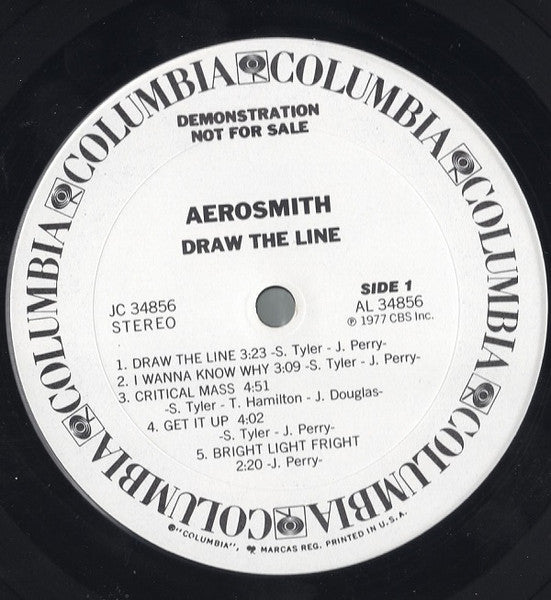 COLUMBIA COLUMBIA COLUMBIA COLUMBIA COLUMBIA COLUMBIA
DEMONSTRATION
NOT FOR SALE
AEROSMITH
DRAW THE LINE
JC 34856
STEREO
SIDE 1
AL 34856
℗ 1977 CBS Inc.
1. DRAW THE LINE 3:23 -S. Tyler - J. Perry-
2. I WANNA KNOW WHY 3:09 -S. Tyler - J. Perry-
3. CRITICAL MASS 4:51
-S. Tyler - T. Hamilton - J. Douglas-
4. GET IT UP 4:02
-S. Tyler - J. Perry-
5. BRIGHT LIGHT FRIGHT
2:20 -J. Perry-
®"COLUMBIA", MARCAS REG. PRINTED IN U.S.A.